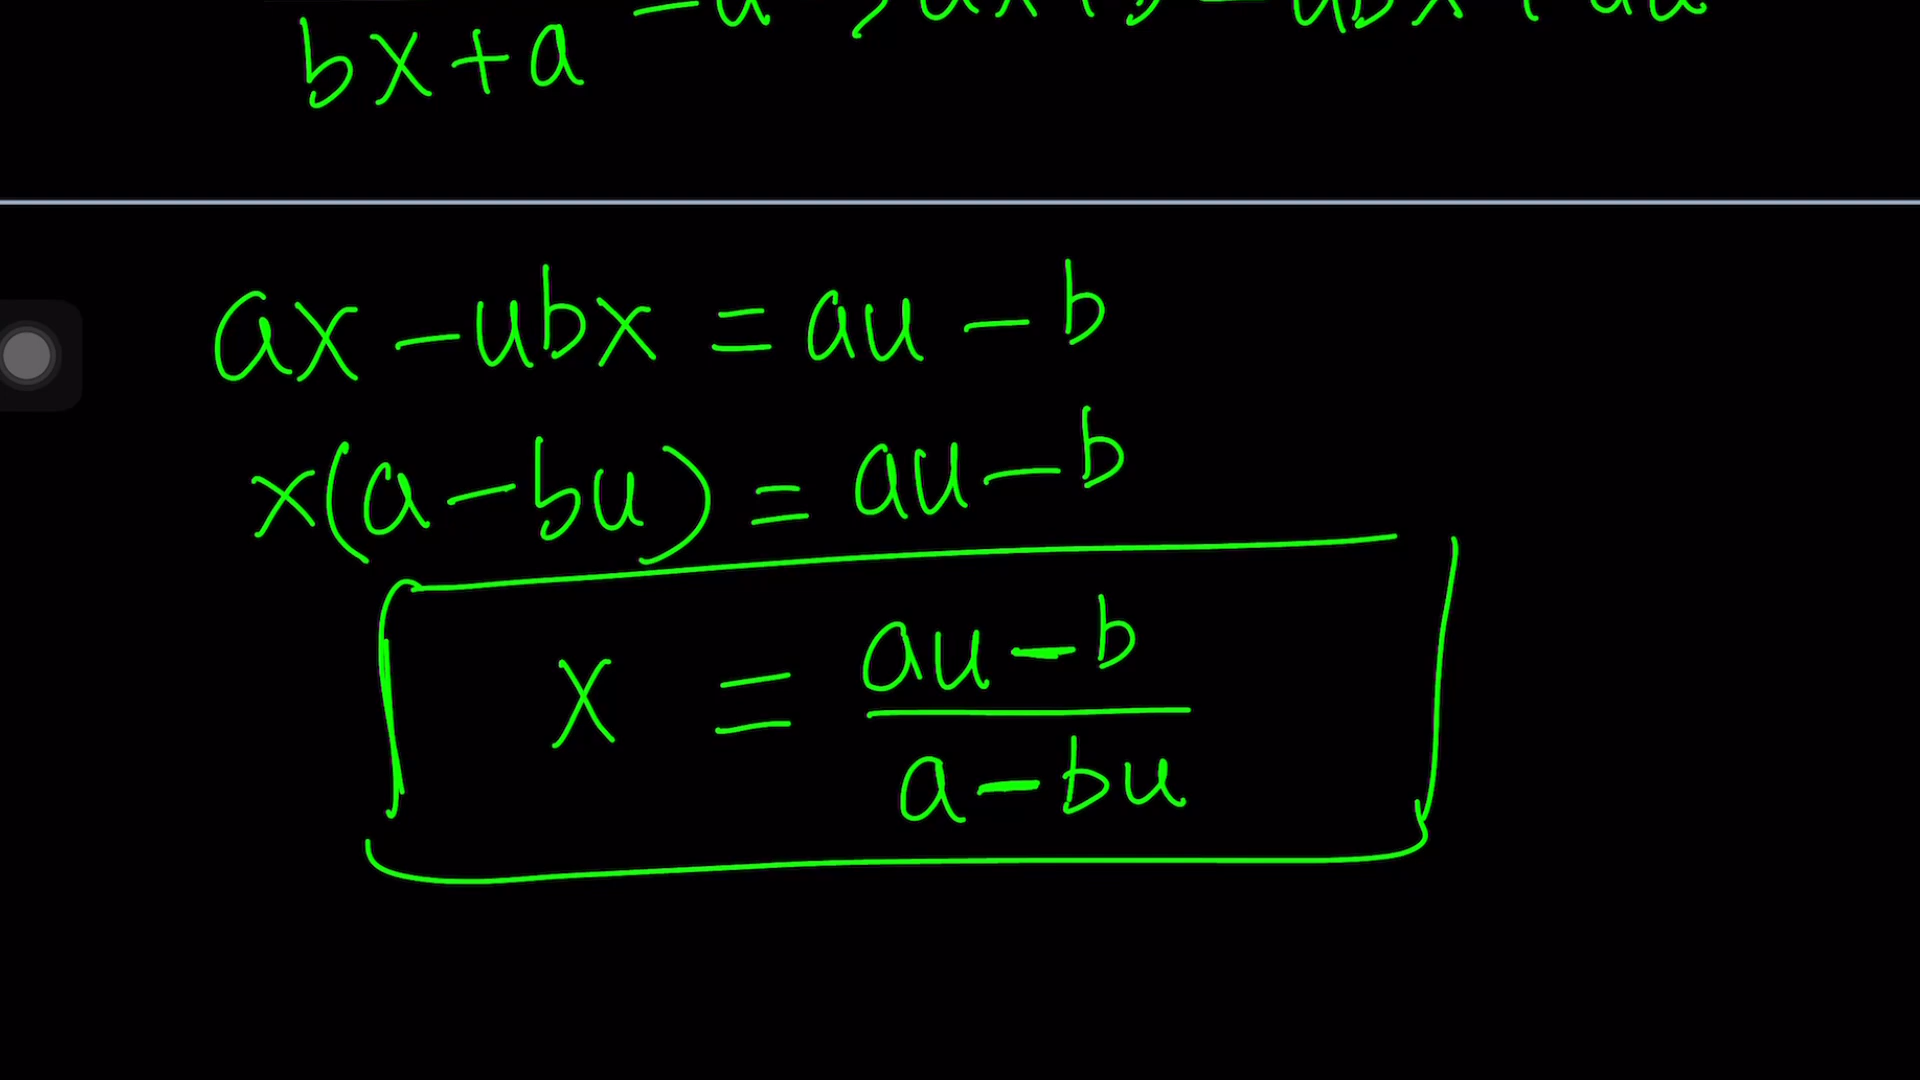 bx+a
ax - ubx = au - b
x(a - bu) = au - b
x = au - b
a - bu